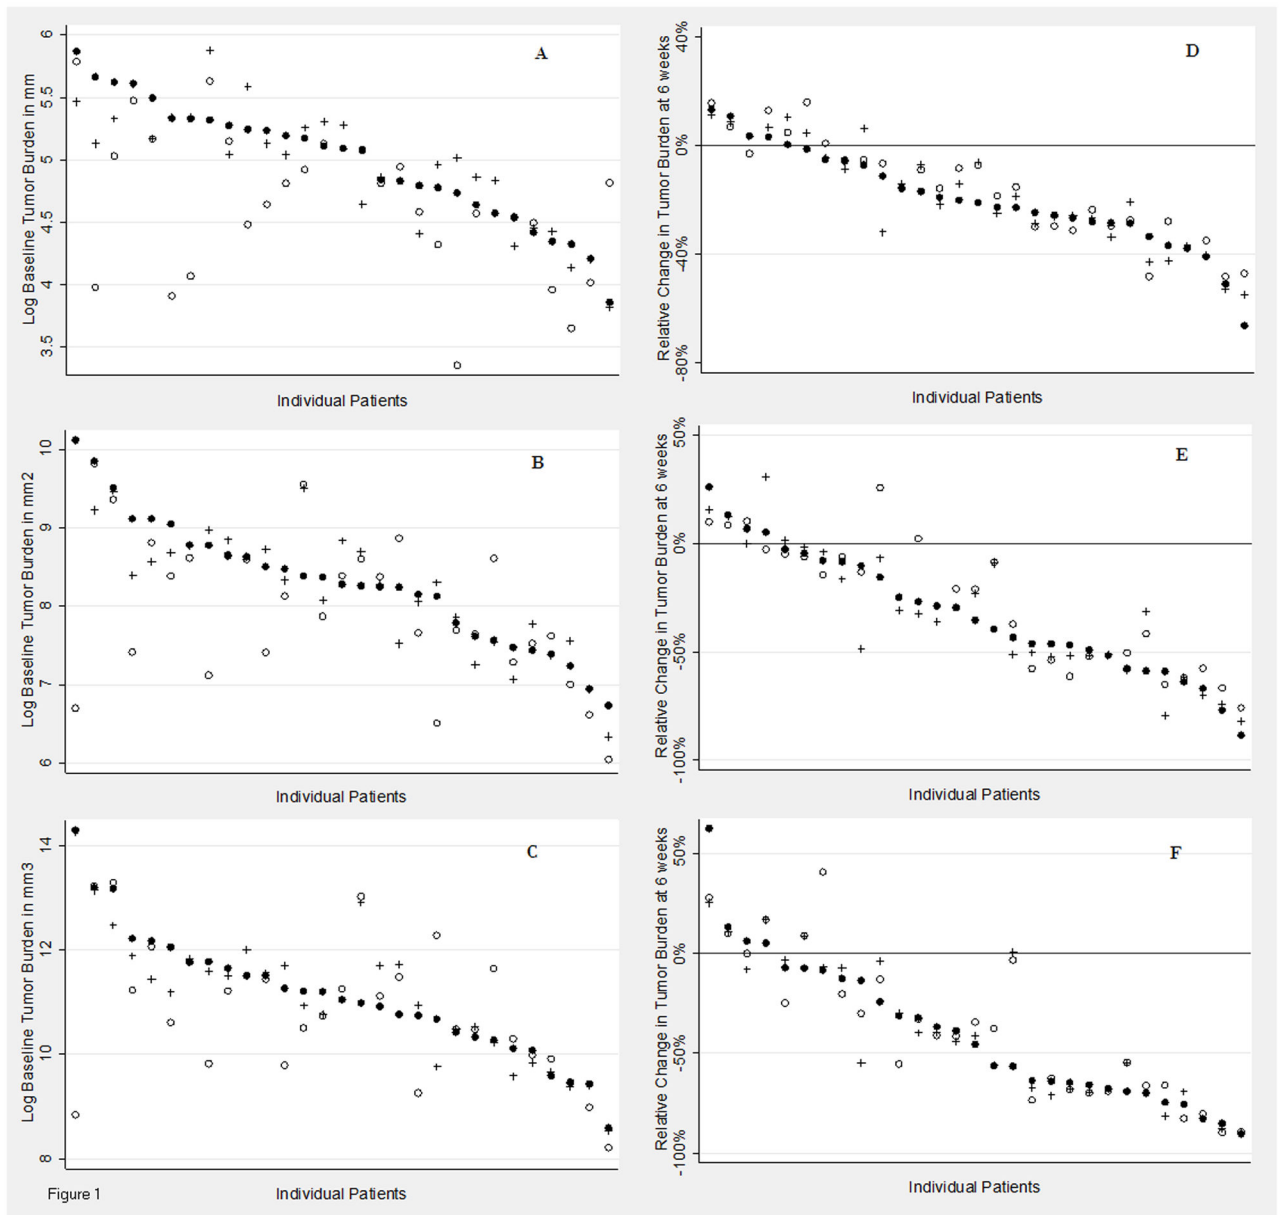 A
Log Baseline Tumor Burden in mm
6
5.5
5
4.5
4
3.5
Individual Patients
D
Relative Change in Tumor Burden at 6 weeks
40%
0%
-40%
-80%
Individual Patients
B
Log Baseline Tumor Burden in mm2
10
9
8
7
6
Individual Patients
E
Relative Change in Tumor Burden at 6 weeks
50%
0%
-50%
-100%
Individual Patients
C
Log Baseline Tumor Burden in mm3
14
12
10
8
Individual Patients
F
Relative Change in Tumor Burden at 6 weeks
50%
0%
-50%
-100%
Individual Patients
Figure 1